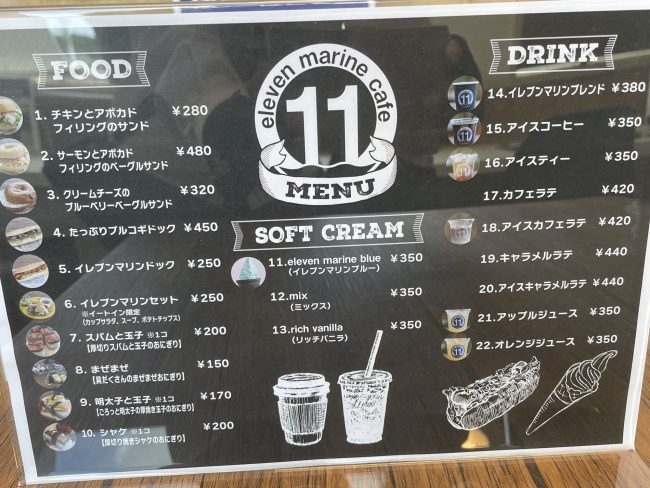 FOOD
1. チキンとアボカド
フィリングのサンド ¥280
2. サーモンとアボカド
フィリングのベーグルサンド ¥480
3. クリームチーズの
ブルーベリーベーグルサンド ¥320
4. たっぷりプルコギドック ¥450
5. イレブンマリンドック ¥250
6. イレブンマリンセット ¥250
※イートイン限定
(カップサラダ、スープ、ポテトチップス)
7. スパムと玉子 ※1コ ¥200
【厚切りスパムと玉子のおにぎり】
8. まぜまぜ ¥150
【具だくさんのまぜまぜおにぎり】
9. 明太子と玉子 ※1コ ¥170
【ごろっと明太子の厚焼き玉子のおにぎり】
10. シャケ ※1コ ¥200
【厚切り焼きシャケのおにぎり】
eleven marine cafe
11
MENU
SOFT CREAM
11.eleven marine blue ¥350
(イレブンマリンブルー)
12.mix ¥350
(ミックス)
13.rich vanilla ¥350
(リッチバニラ)
DRINK
14.イレブンマリンブレンド ¥380
15.アイスコーヒー ¥350
16.アイスティー ¥350
17.カフェラテ ¥420
18.アイスカフェラテ ¥420
19.キャラメルラテ ¥440
20.アイスキャラメルラテ ¥440
21.アップルジュース ¥350
22.オレンジジュース ¥350